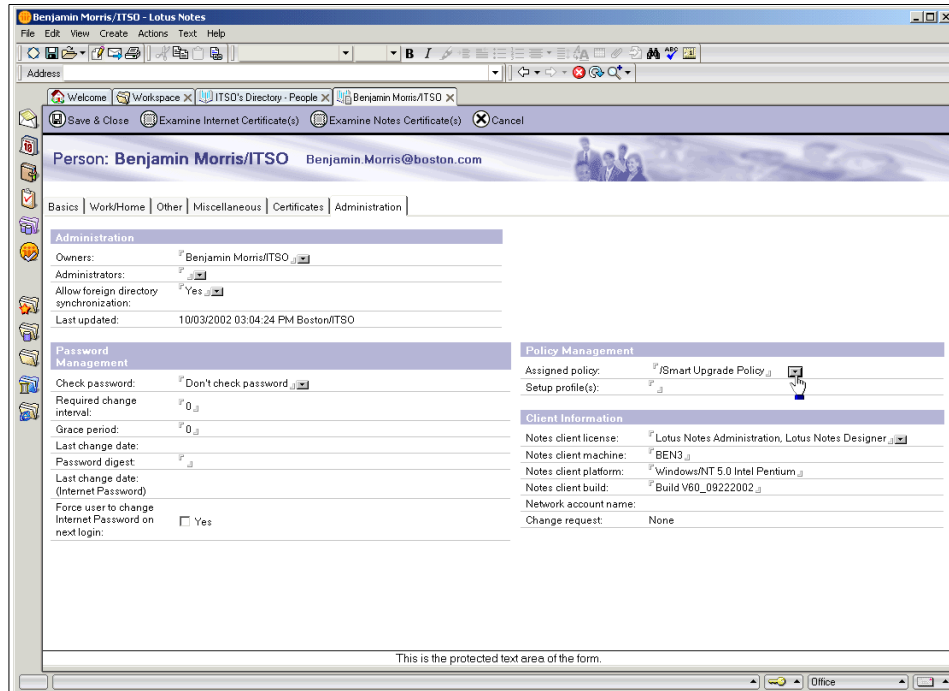 Benjamin Morris/ITSO - Lotus Notes
File Edit View Create Actions Text Help
B I
ABC
Address
Welcome Workspace ITSO's Directory - People Benjamin Morris/ITSO
Save & Close Examine Internet Certificate(s) Examine Notes Certificate(s) Cancel
Person: Benjamin Morris/ITSO Benjamin.Morris@boston.com
Basics Work/Home Other Miscellaneous Certificates Administration
Administration
Owners: Benjamin Morris/ITSO
Administrators:
Allow foreign directory
synchronization: Yes
Last updated: 10/03/2002 03:04:24 PM Boston/ITSO
Password
Management
Check password: Don't check password
Required change
interval: 0
Grace period: 0
Last change date:
Password digest:
Last change date:
(Internet Password)
Force user to change
Internet Password on
next login: Yes
Policy Management
Assigned policy: /Smart Upgrade Policy
Setup profile(s):
Client Information
Notes client license: Lotus Notes Administration, Lotus Notes Designer
Notes client machine: BEN3
Notes client platform: Windows/NT 5.0 Intel Pentium
Notes client build: Build V60_09222002
Network account name:
Change request: None
This is the protected text area of the form.
Office